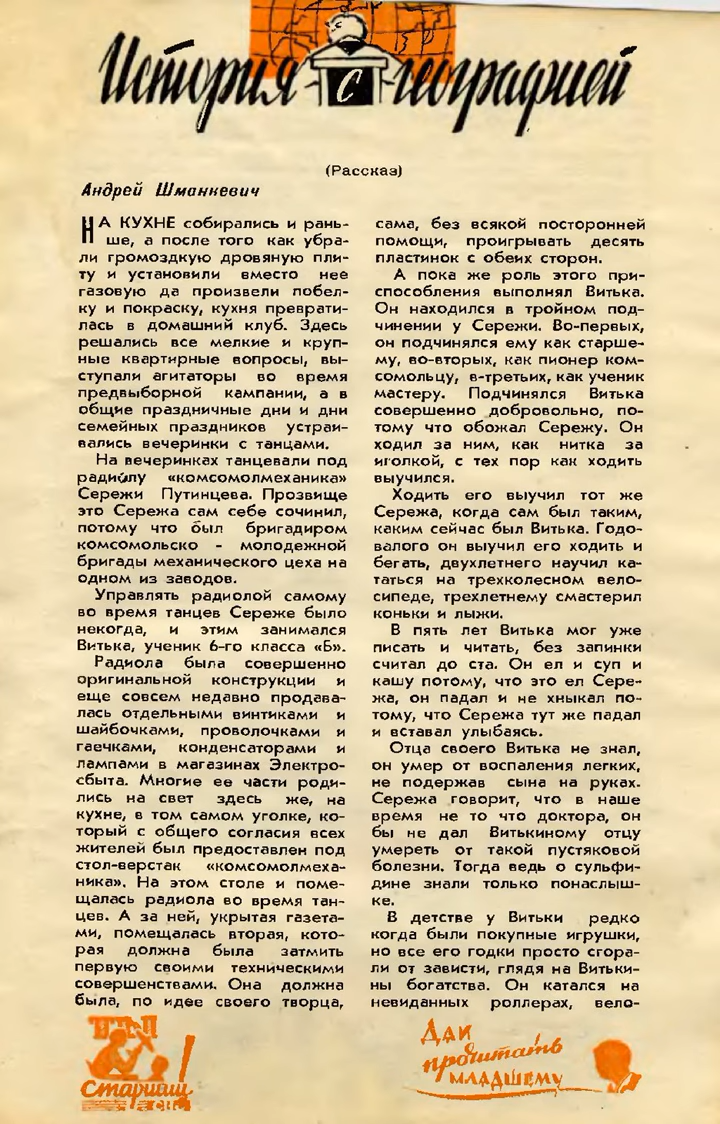 История с географией
(Рассказ)
Андрей Шманкевич
НА КУХНЕ собирались и рань-
ше, а после того как убра-
ли громоздкую дровяную пли-
ту и установили вместо нее
газовую да произвели побел-
ку и покраску, кухня преврати-
лась в домашний клуб. Здесь
решались все мелкие и круп-
ные квартирные вопросы, вы-
ступали агитаторы во время
предвыборной кампании, а в
общие праздничные дни и дни
семейных праздников устраи-
вались вечеринки с танцами.
На вечеринках танцевали под
радиолу «комсомолмеханика»
Сережи Путинцева. Прозвище
это Сережа сам себе сочинил,
потому что был бригадиром
комсомольско - молодежной
бригады механического цеха на
одном из заводов.
Управлять радиолой самому
во время танцев Сереже было
некогда, и этим занимался
Витька, ученик 6-го класса «Б».
Радиола была совершенно
оригинальной конструкции и
еще совсем недавно продава-
лась отдельными винтиками и
шайбочками, проволочками и
гаечками, конденсаторами и
лампами в магазинах Электро-
сбыта. Многие ее части роди-
лись на свет здесь же, на
кухне, в том самом уголке, ко-
торый с общего согласия всех
жителей был предоставлен под
стол-верстак «комсомолмеха-
ника». На этом столе и поме-
щалась радиола во время тан-
цев. А за ней, укрытая газета-
ми, помещалась вторая, кото-
рая должна была затмить
первую своими техническими
совершенствами. Она должна
была, по идее своего творца,
сама, без всякой посторонней
помощи, проигрывать десять
пластинок с обеих сторон.
А пока же роль этого при-
способления выполнял Витька.
Он находился в тройном под-
чинении у Сережи. Во-первых,
он подчинялся ему как старше-
му, во-вторых, как пионер ком-
сомольцу, в-третьих, как ученик
мастеру. Подчинялся Витька
совершенно добровольно, по-
тому что обожал Сережу. Он
ходил за ним, как нитка за
иголкой, с тех пор как ходить
выучился.
Ходить его выучил тот же
Сережа, когда сам был таким,
каким сейчас был Витька. Годо-
валого он выучил его ходить и
бегать, двухлетнего научил ка-
таться на трехколесном вело-
сипеде, трехлетнему смастерил
коньки и лыжи.
В пять лет Витька мог уже
писать и читать, без запинки
считал до ста. Он ел и суп и
кашу потому, что это ел Сере-
жа, он падал и не хныкал по-
тому, что Сережа тут же падал
и вставал улыбаясь.
Отца своего Витька не знал,
он умер от воспаления легких,
не подержав сына на руках.
Сережа говорит, что в наше
время не то что доктора, он
бы не дал Витькиному отцу
умереть от такой пустяковой
болезни. Тогда ведь о сульфи-
дине знали только понаслыш-
ке.
В детстве у Витьки редко
когда были покупные игрушки,
но все его годки просто сгора-
ли от зависти, глядя на Витьки-
ны богатства. Он катался на
невиданных роллерах, вело-
Дай
прочитать
младшему